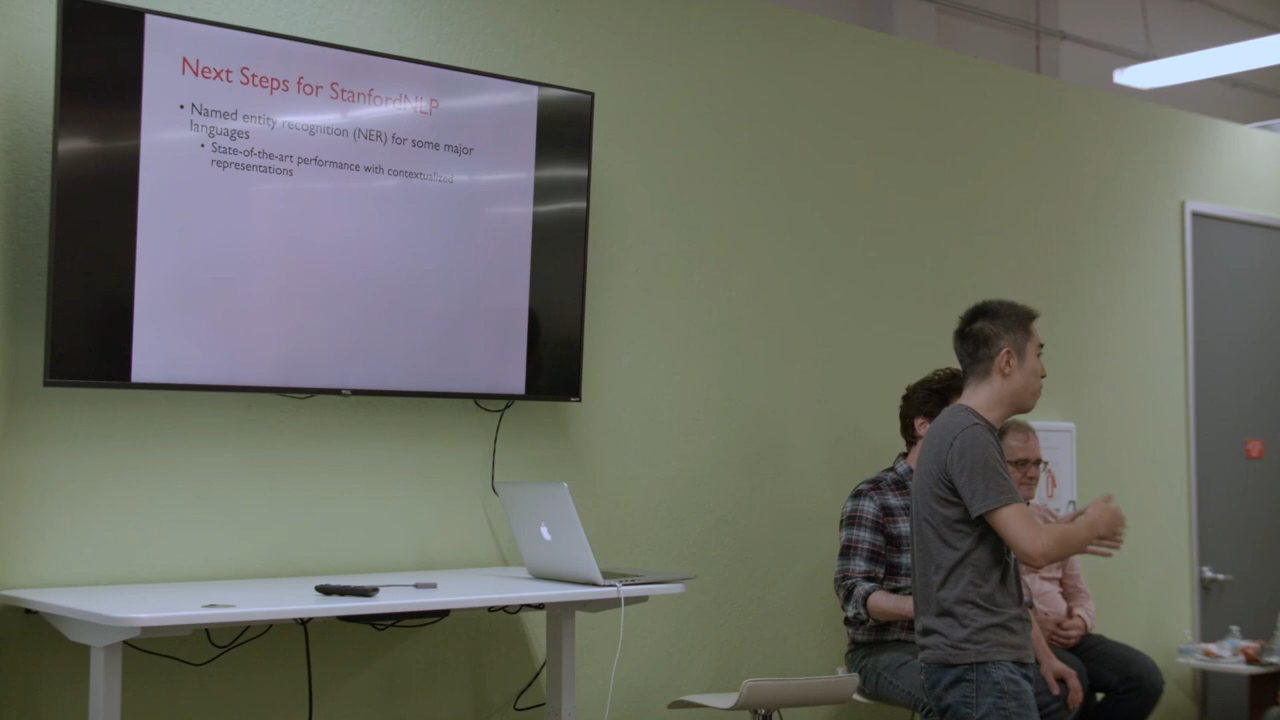 Next Steps for StanfordNLP
• Named entity recognition (NER) for some major
languages
• State-of-the-art performance with contextualized
representations